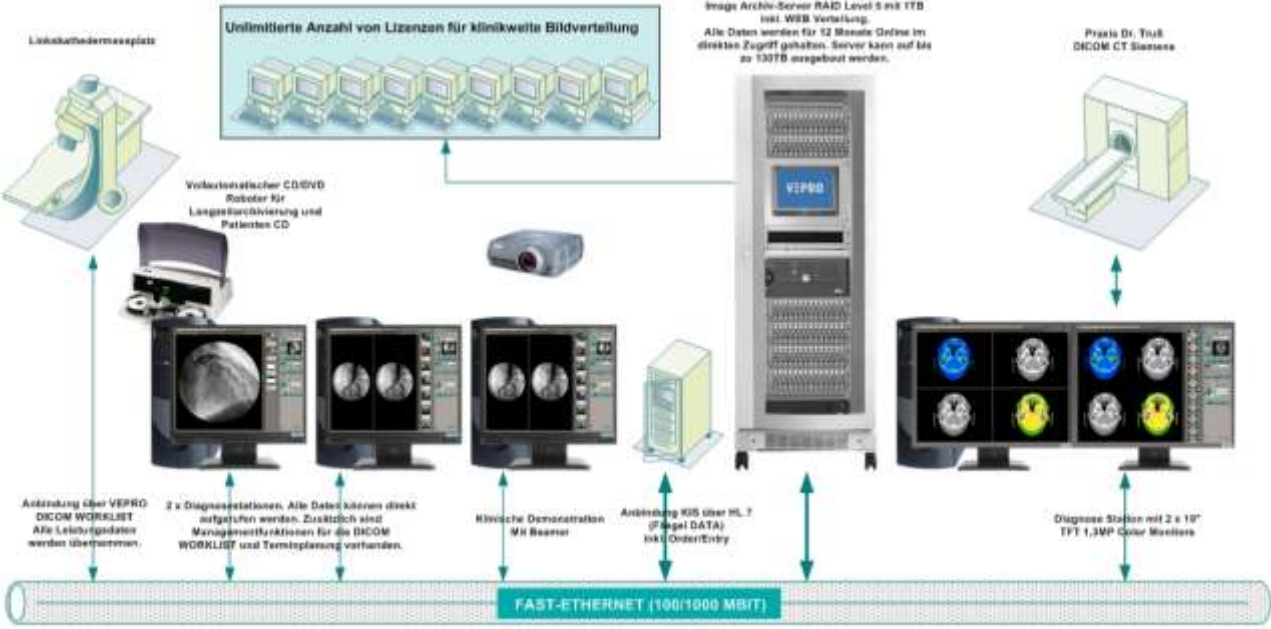 Linkskathedermessplatz
Unlimitierte Anzahl von Lizenzen für klinikweite Bildverteilung
Image Archiv-Server RAID Level 5 mit 1TB
inkl. WEB Verteilung.
Alle Daten werden für 12 Monate Online im
direkten Zugriff gehalten. Server kann auf bis
zu 130TB ausgebaut werden.
Praxis Dr. Truß
DICOM CT Siemens
Vollautomatischer CD/DVD
Roboter für
Langzeitarchivierung und
Patienten CD
VEPRO
Anbindung über VEPRO
DICOM WORKLIST
Alle Leistungsdaten
werden übernommen.
2 x Diagnosestationen. Alle Daten können direkt
aufgerufen werden. Zusätzlich sind
Managementfunktionen für die DICOM
WORKLIST und Terminplanung vorhanden.
Klinische Demonstration
Mit Beamer
Anbindung KIS über HL 7
(Fliegel DATA)
inkl. Order/Entry
Diagnose Station mit 2 x 19"
TFT 1,3MP Color Monitore
FAST-ETHERNET (100/1000 MBIT)